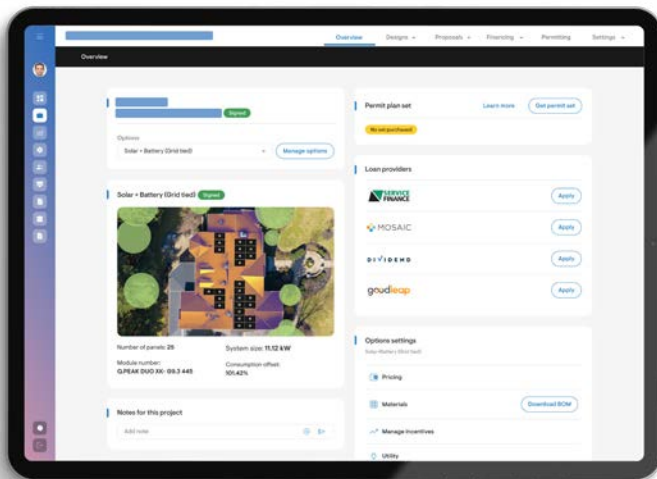 Overview
Designs
Proposals
Financing
Permitting
Settings
Overview
Signed
Options
Solar + Battery (Grid tied)
Manage options
Solar + Battery (Grid tied) Signed
Number of panels: 25
System size: 11.12 kW
Module number:
Q.PEAK DUO XK- G9.3 445
Consumption offset:
101.42%
Notes for this project
Add note
Permit plan set
Learn more
Get permit set
No set purchased
Loan providers
SERVICE
FINANCE
Apply
MOSAIC
Apply
DIVIDEND
Apply
goodleap
Apply
Options settings
Solar+Battery (Grid tied)
Pricing
Materials
Download BOM
Manage Incentives
Utility